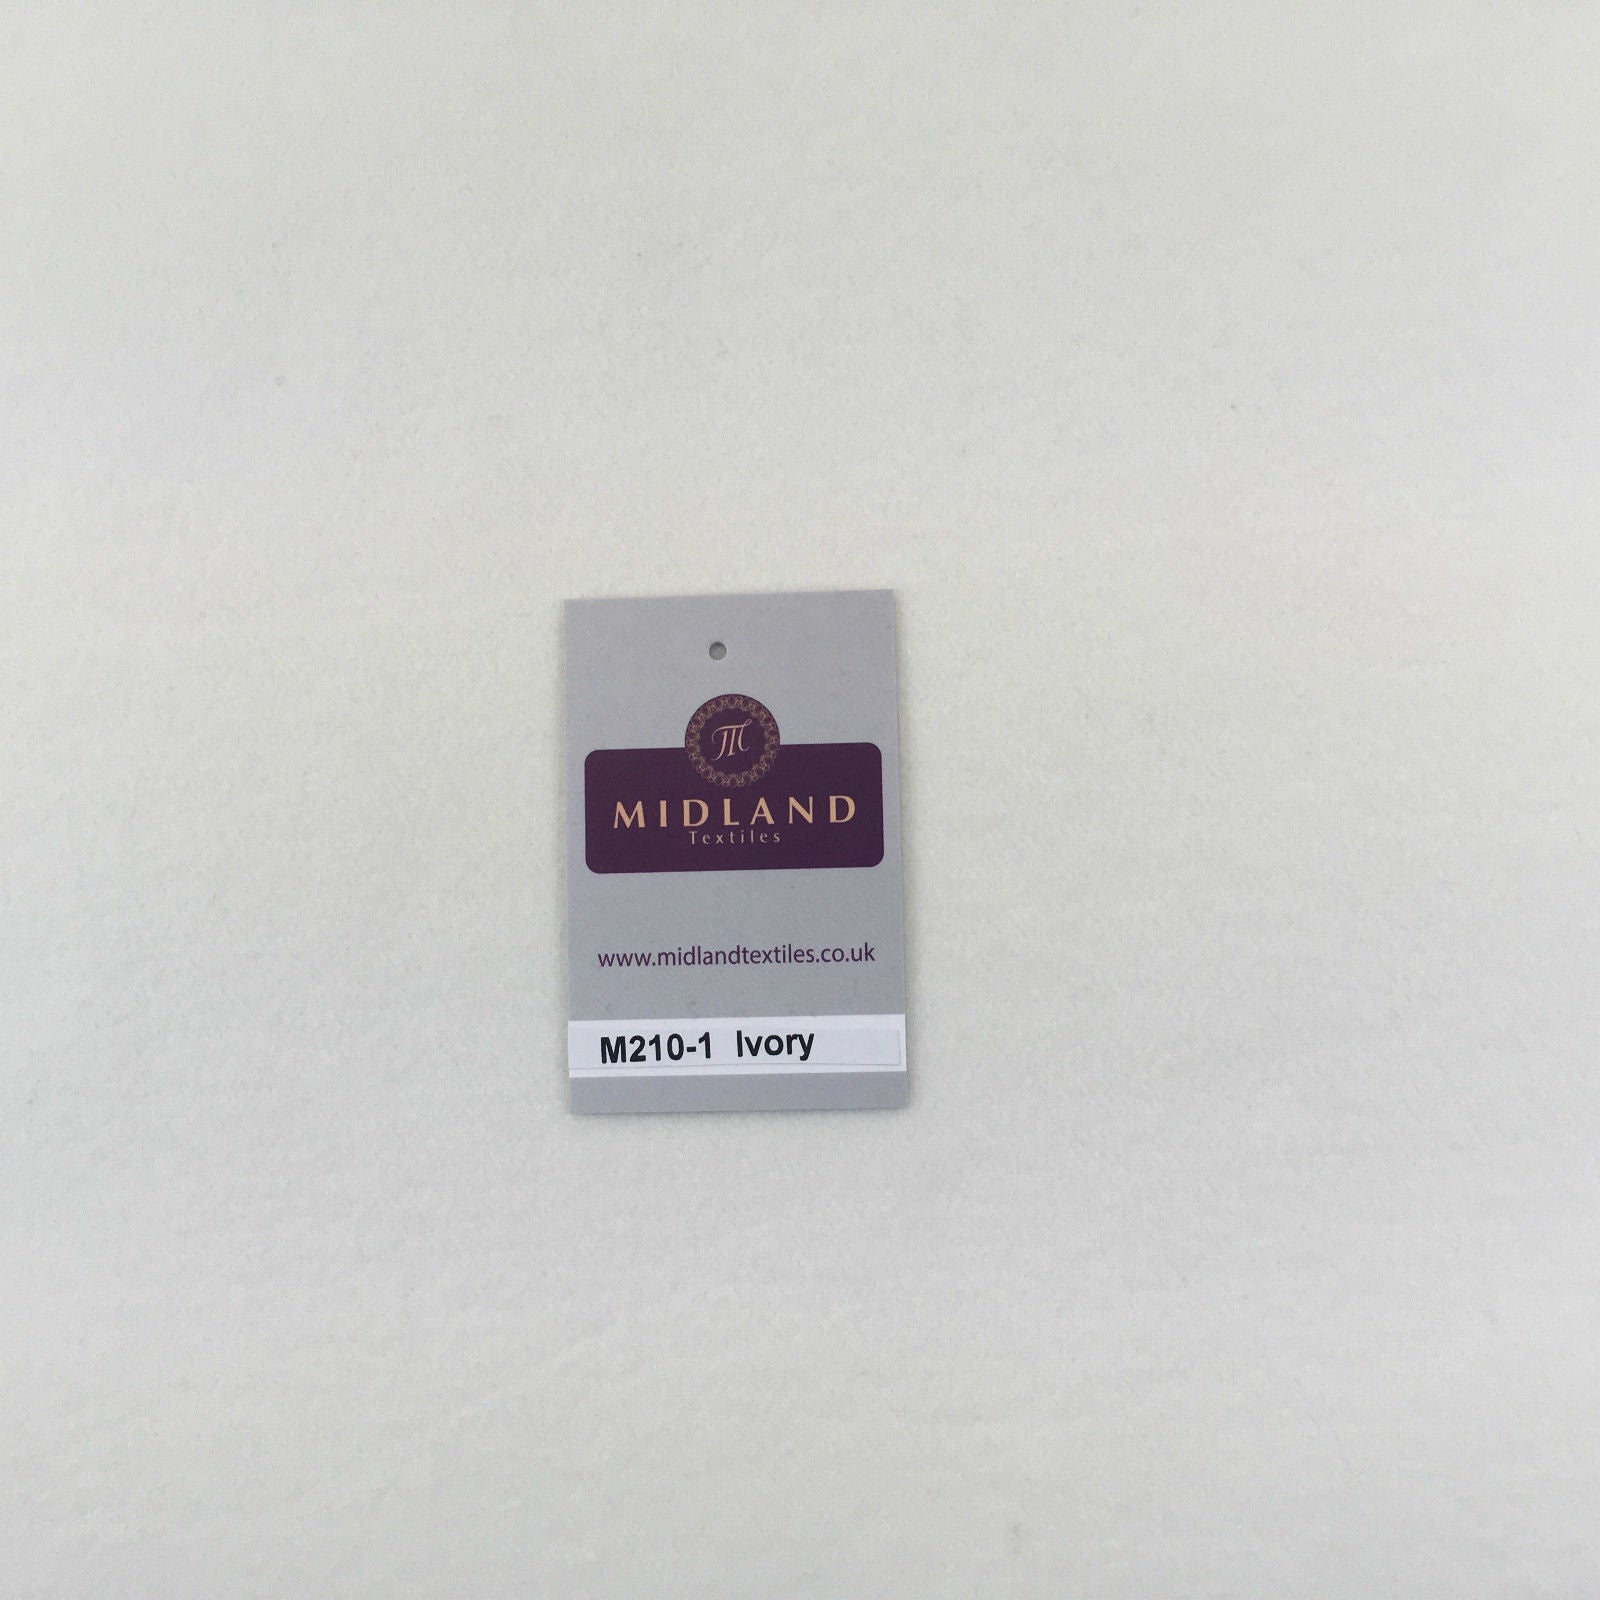 M
MIDLAND
Textiles
www.midlandtextiles.co.uk
M210-1 Ivory